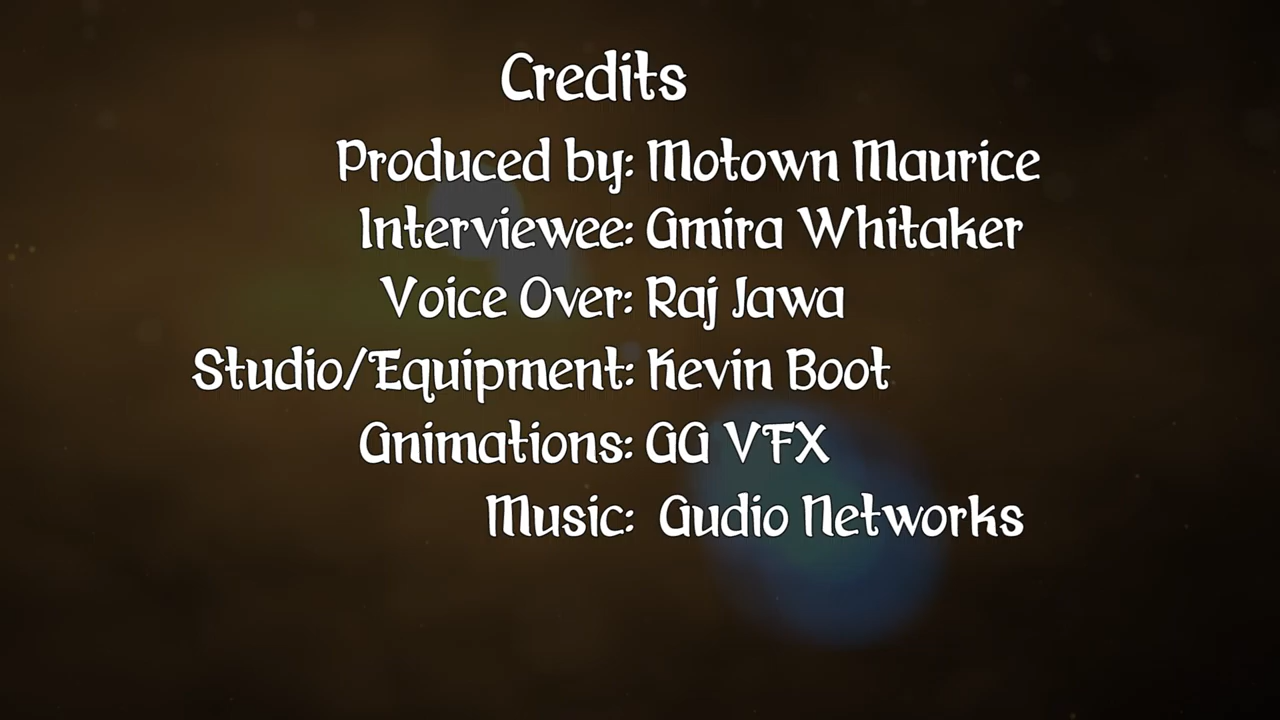 Credits
Produced by: Motown Maurice
Interviewee: Amira Whitaker
Voice Over: Raj Jawa
Studio/Equipment: Kevin Boot
Animations: AA VFX
Music: Audio Networks